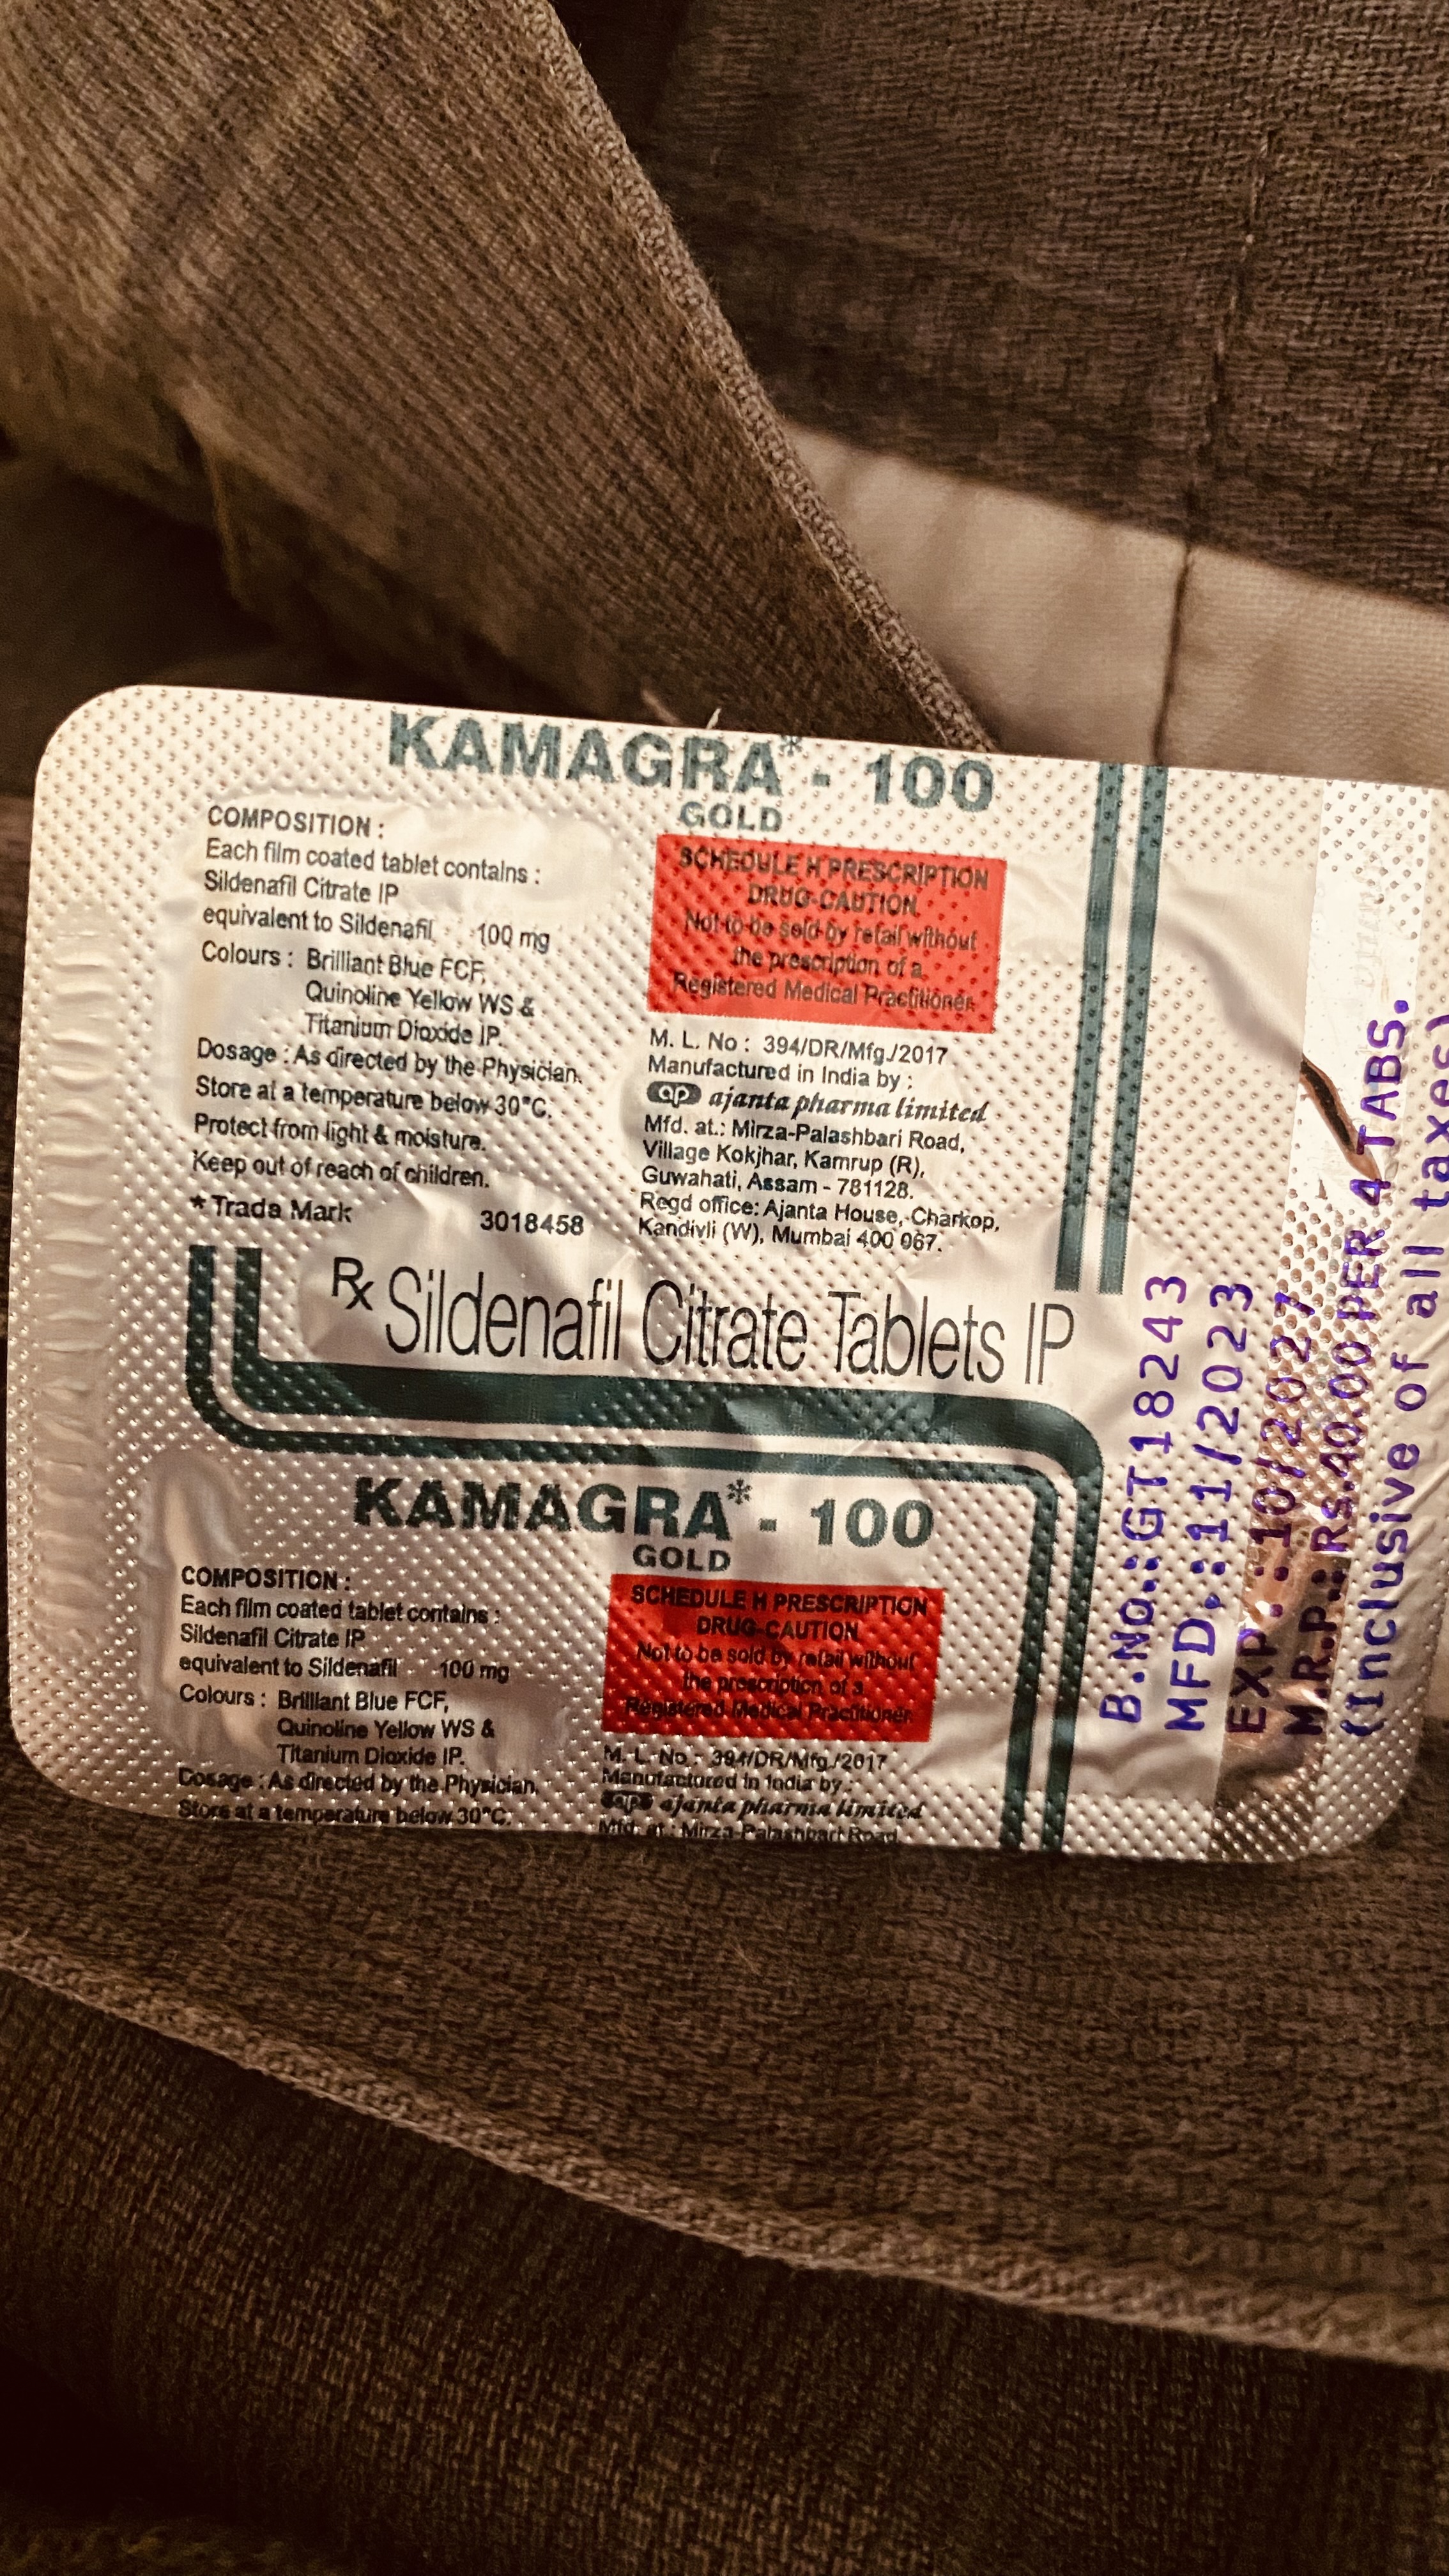 KAMAGRA* - 100
GOLD
COMPOSITION :
Each film coated tablet contains :
Sildenafil Citrate IP
equivalent to Sildenafil 100 mg
Colours : Brilliant Blue FCF,
Quinoline Yellow WS &
Titanium Dioxide IP.
Dosage : As directed by the Physician.
Store at a temperature below 30°C.
Protect from light & moisture.
Keep out of reach of children.
* Trade Mark 3018458
SCHEDULE H PRESCRIPTION
DRUG-CAUTION
Not to be sold by retail without
the prescription of a
Registered Medical Practitioner.
M. L. No : 394/DR/Mfg./2017
Manufactured in India by :
ap ajanta pharma limited
Mfd. at.: Mirza-Palashbari Road,
Village Kokjhar, Kamrup (R),
Guwahati, Assam - 781128.
Regd office: Ajanta House, Charkop,
Kandivli (W), Mumbai 400 067.
Rx Sildenafil Citrate Tablets IP
KAMAGRA* - 100
GOLD
COMPOSITION :
Each film coated tablet contains :
Sildenafil Citrate IP
equivalent to Sildenafil 100 mg
Colours : Brilliant Blue FCF,
Quinoline Yellow WS &
Titanium Dioxide IP.
Dosage : As directed by the Physician.
Store at a temperature below 30°C.
SCHEDULE H PRESCRIPTION
DRUG-CAUTION
Not to be sold by retail without
the prescription of a
Registered Medical Practitioner.
M. L. No : 394/DR/Mfg./2017
Manufactured in India by :
ap ajanta pharma limited
Mfd. at.: Mirza-Palashbari Road,
B.No.:GT18243
MFD.:11/2023
EXP.:10/2027
M.R.P.:Rs.40.00 PER 4 TABS.
(Inclusive of all taxes)